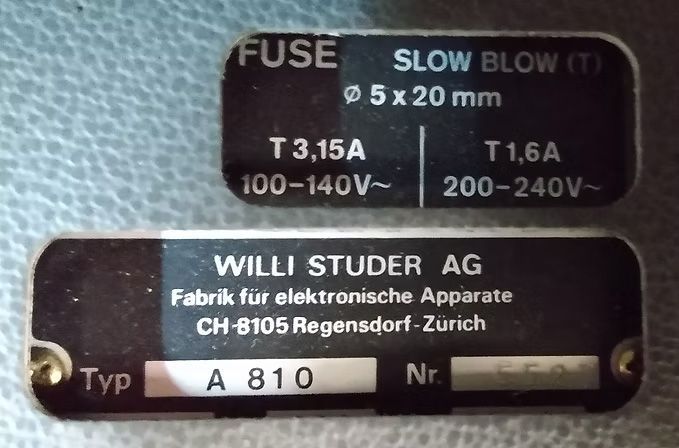 FUSE SLOW BLOW (T)
⌀ 5 x 20 mm
T 3,15A T 1,6A
100-140V~ 200-240V~
WILLI STUDER AG
Fabrik für elektronische Apparate
CH-8105 Regensdorf-Zürich
Typ A 810 Nr.